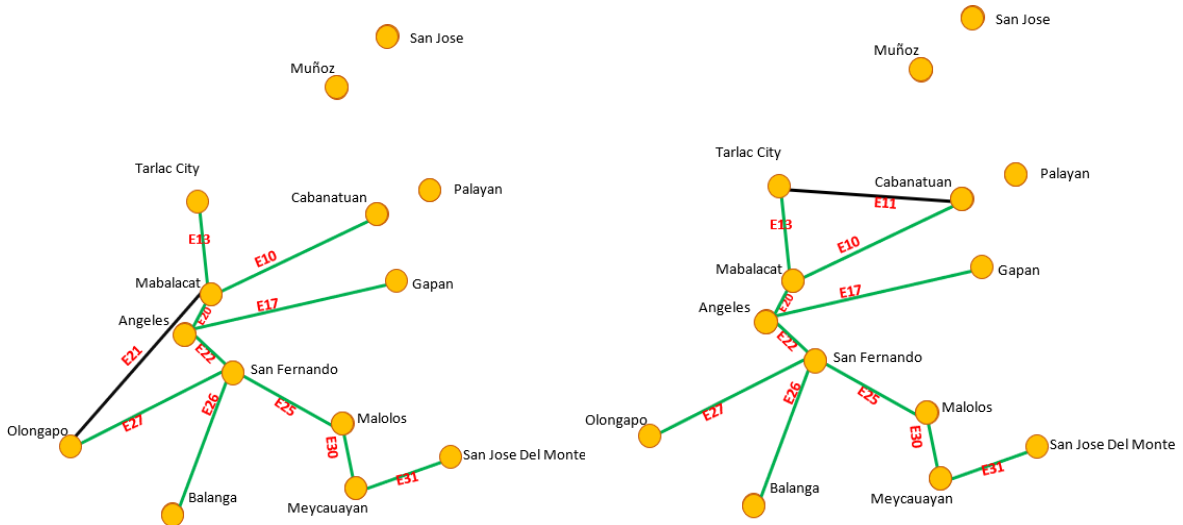 San Jose
Muñoz
Tarlac City
Cabanatuan
Palayan
E13
E10
Mabalacat
Gapan
E17
E20
Angeles
E21
E22
San Fernando
E26
E25
E27
Malolos
Olongapo
E30
San Jose Del Monte
E31
Balanga
Meycauayan
San Jose
Muñoz
Tarlac City
Cabanatuan
Palayan
E11
E13
E10
Mabalacat
Gapan
E17
E20
Angeles
E22
San Fernando
E26
E25
E27
Malolos
Olongapo
E30
San Jose Del Monte
E31
Balanga
Meycauayan